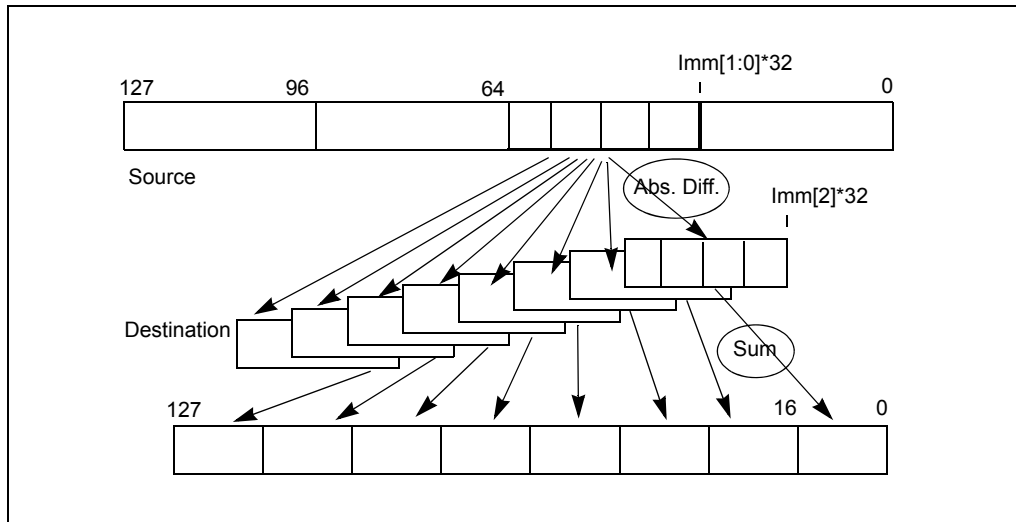 Imm[1:0]*32
127 96 64 0
Source
Abs. Diff.
Imm[2]*32
Destination
Sum
127 16 0